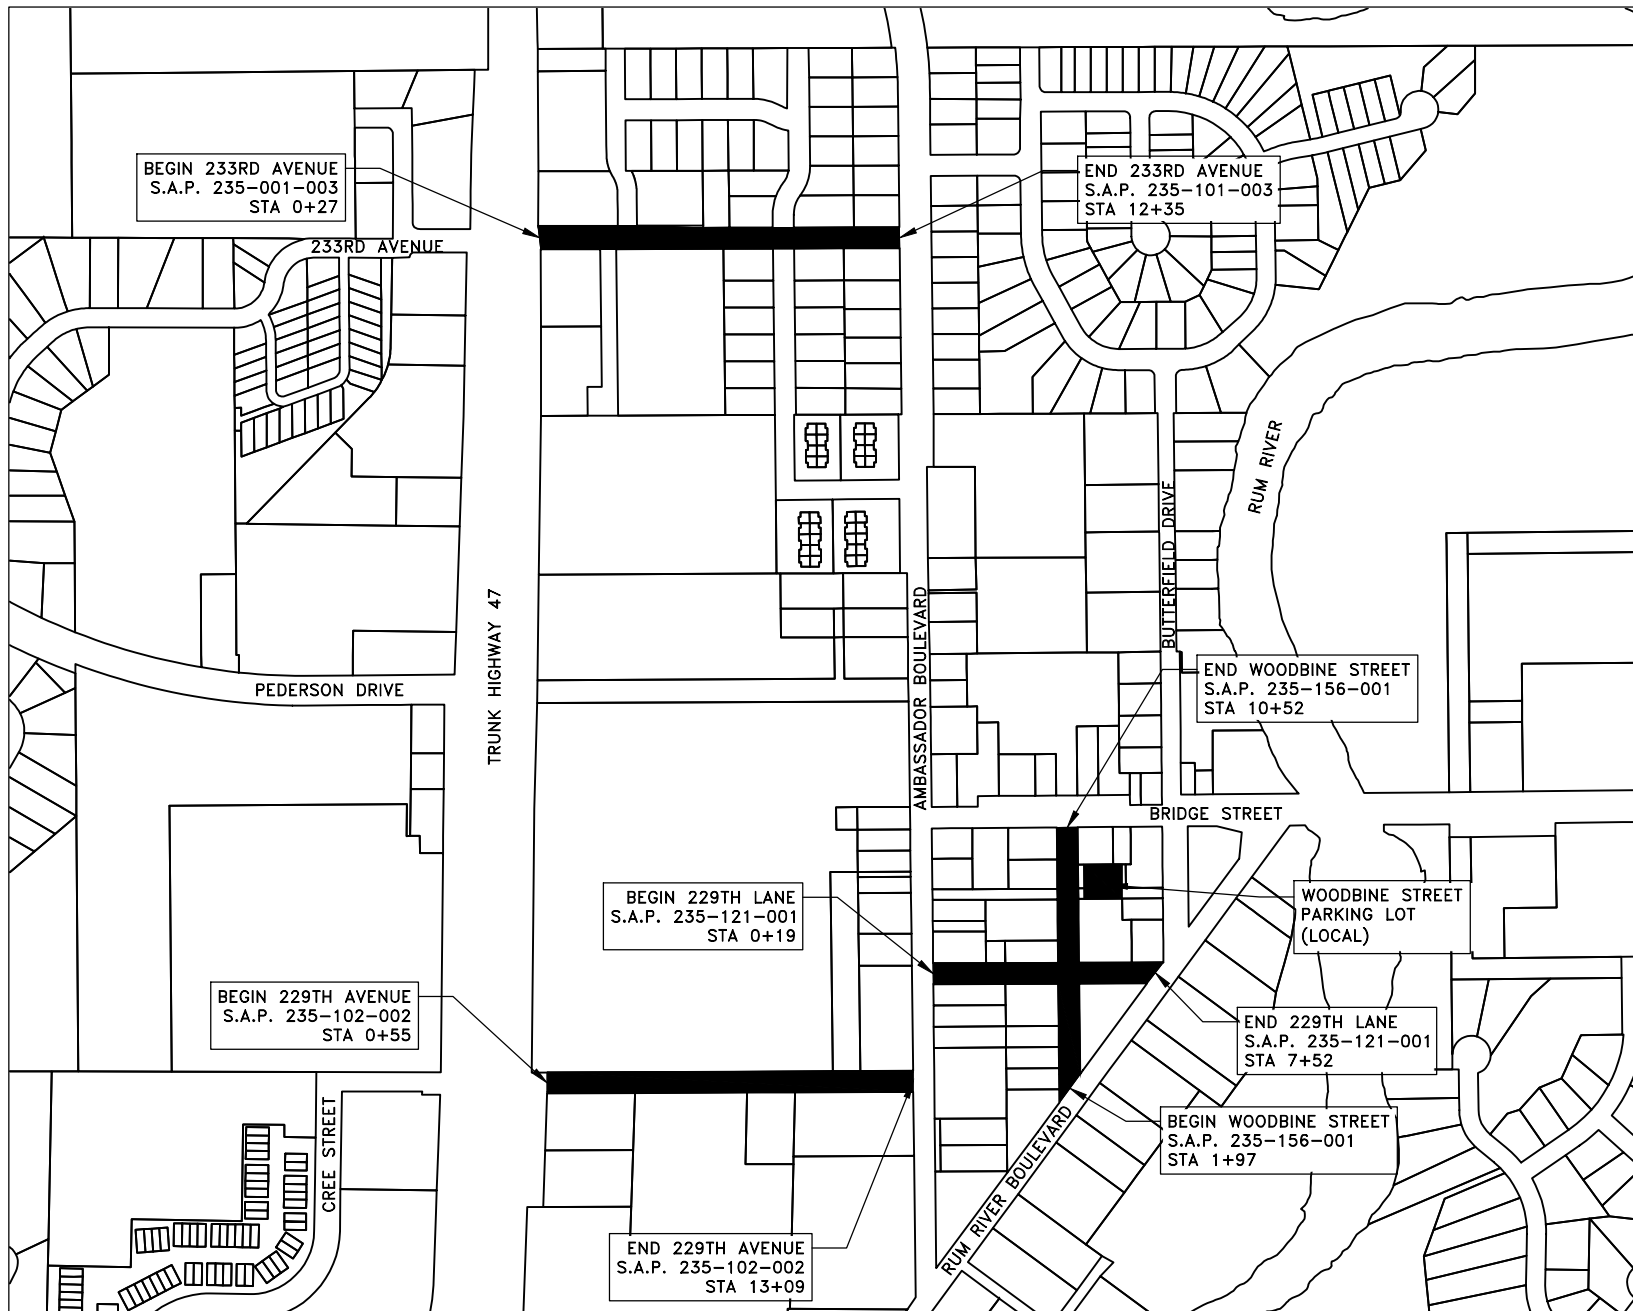 BEGIN 233RD AVENUE
S.A.P. 235-001-003
STA 0+27
END 233RD AVENUE
S.A.P. 235-101-003
STA 12+35
233RD AVENUE
RUM RIVER
BUTTERFIELD DRIVE
TRUNK HIGHWAY 47
AMBASSADOR BOULEVARD
PEDERSON DRIVE
END WOODBINE STREET
S.A.P. 235-156-001
STA 10+52
BRIDGE STREET
BEGIN 229TH LANE
S.A.P. 235-121-001
STA 0+19
WOODBINE STREET
PARKING LOT
(LOCAL)
BEGIN 229TH AVENUE
S.A.P. 235-102-002
STA 0+55
END 229TH LANE
S.A.P. 235-121-001
STA 7+52
CREE STREET
BEGIN WOODBINE STREET
S.A.P. 235-156-001
STA 1+97
RUM RIVER BOULEVARD
END 229TH AVENUE
S.A.P. 235-102-002
STA 13+09